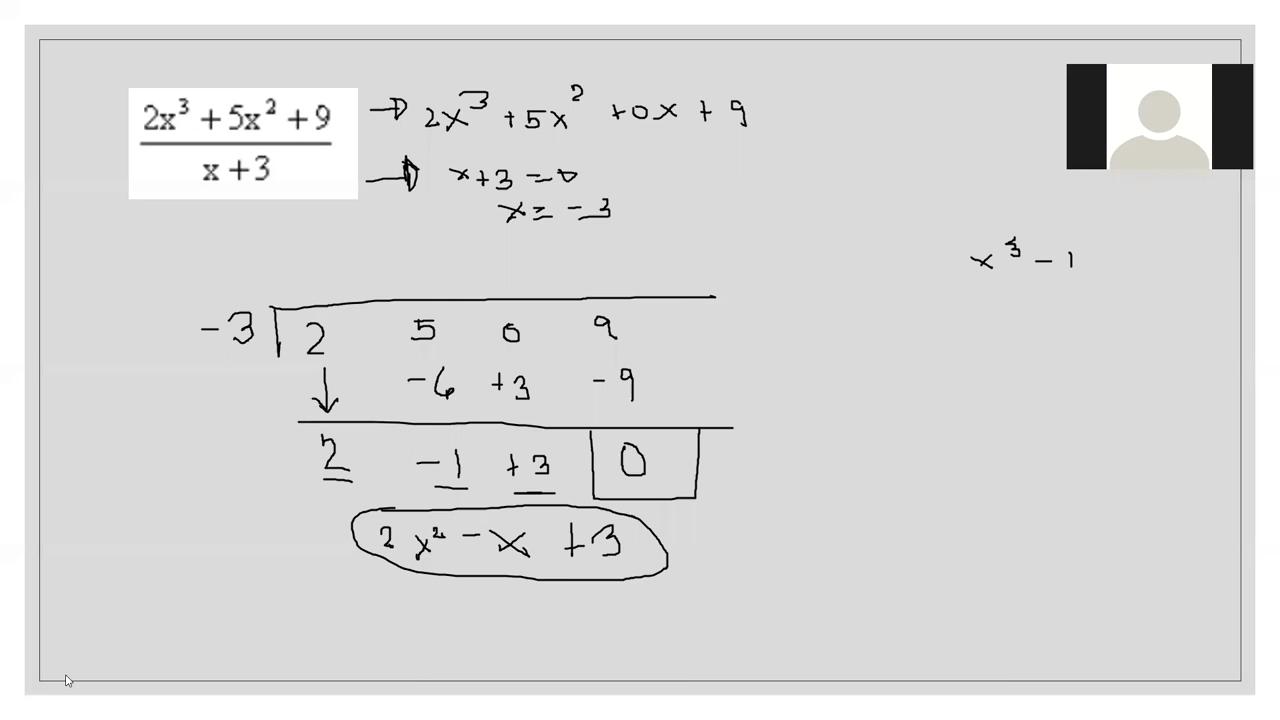 2x³ + 5x² + 9
x + 3
→ 2x³ + 5x² + 0x + 9
→ x + 3 = 0
x = -3
x³ - 1
-3 2 5 0 9
-6 +3 -9
2 -1 +3 0
2x² - x + 3